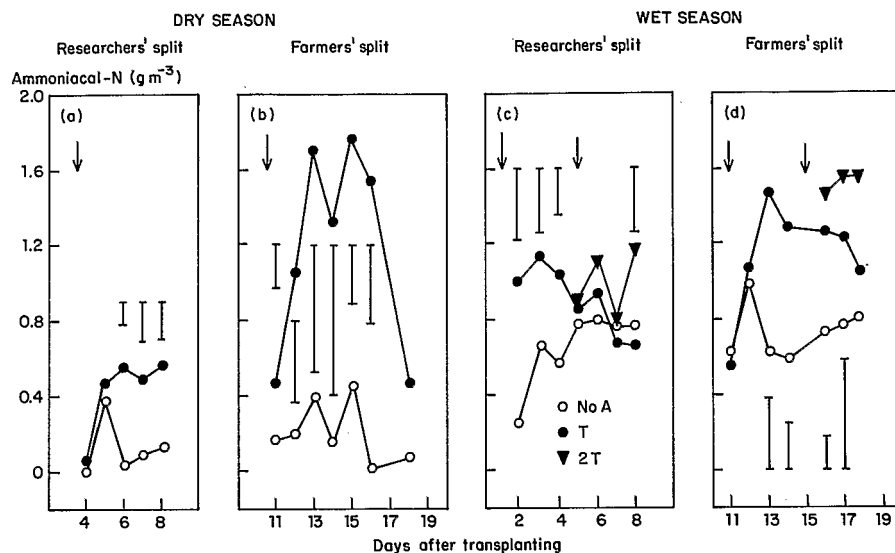 DRY SEASON WET SEASON
Researchers' split Farmers' split Researchers' split Farmers' split
Ammoniacal-N (g m⁻³)
2.0
(a) (b) (c) (d)
1.6
1.2
0.8
0.4
0
No A
T
2T
4 6 8 11 13 15 17 19 2 4 6 8 11 13 15 17 19
Days after transplanting